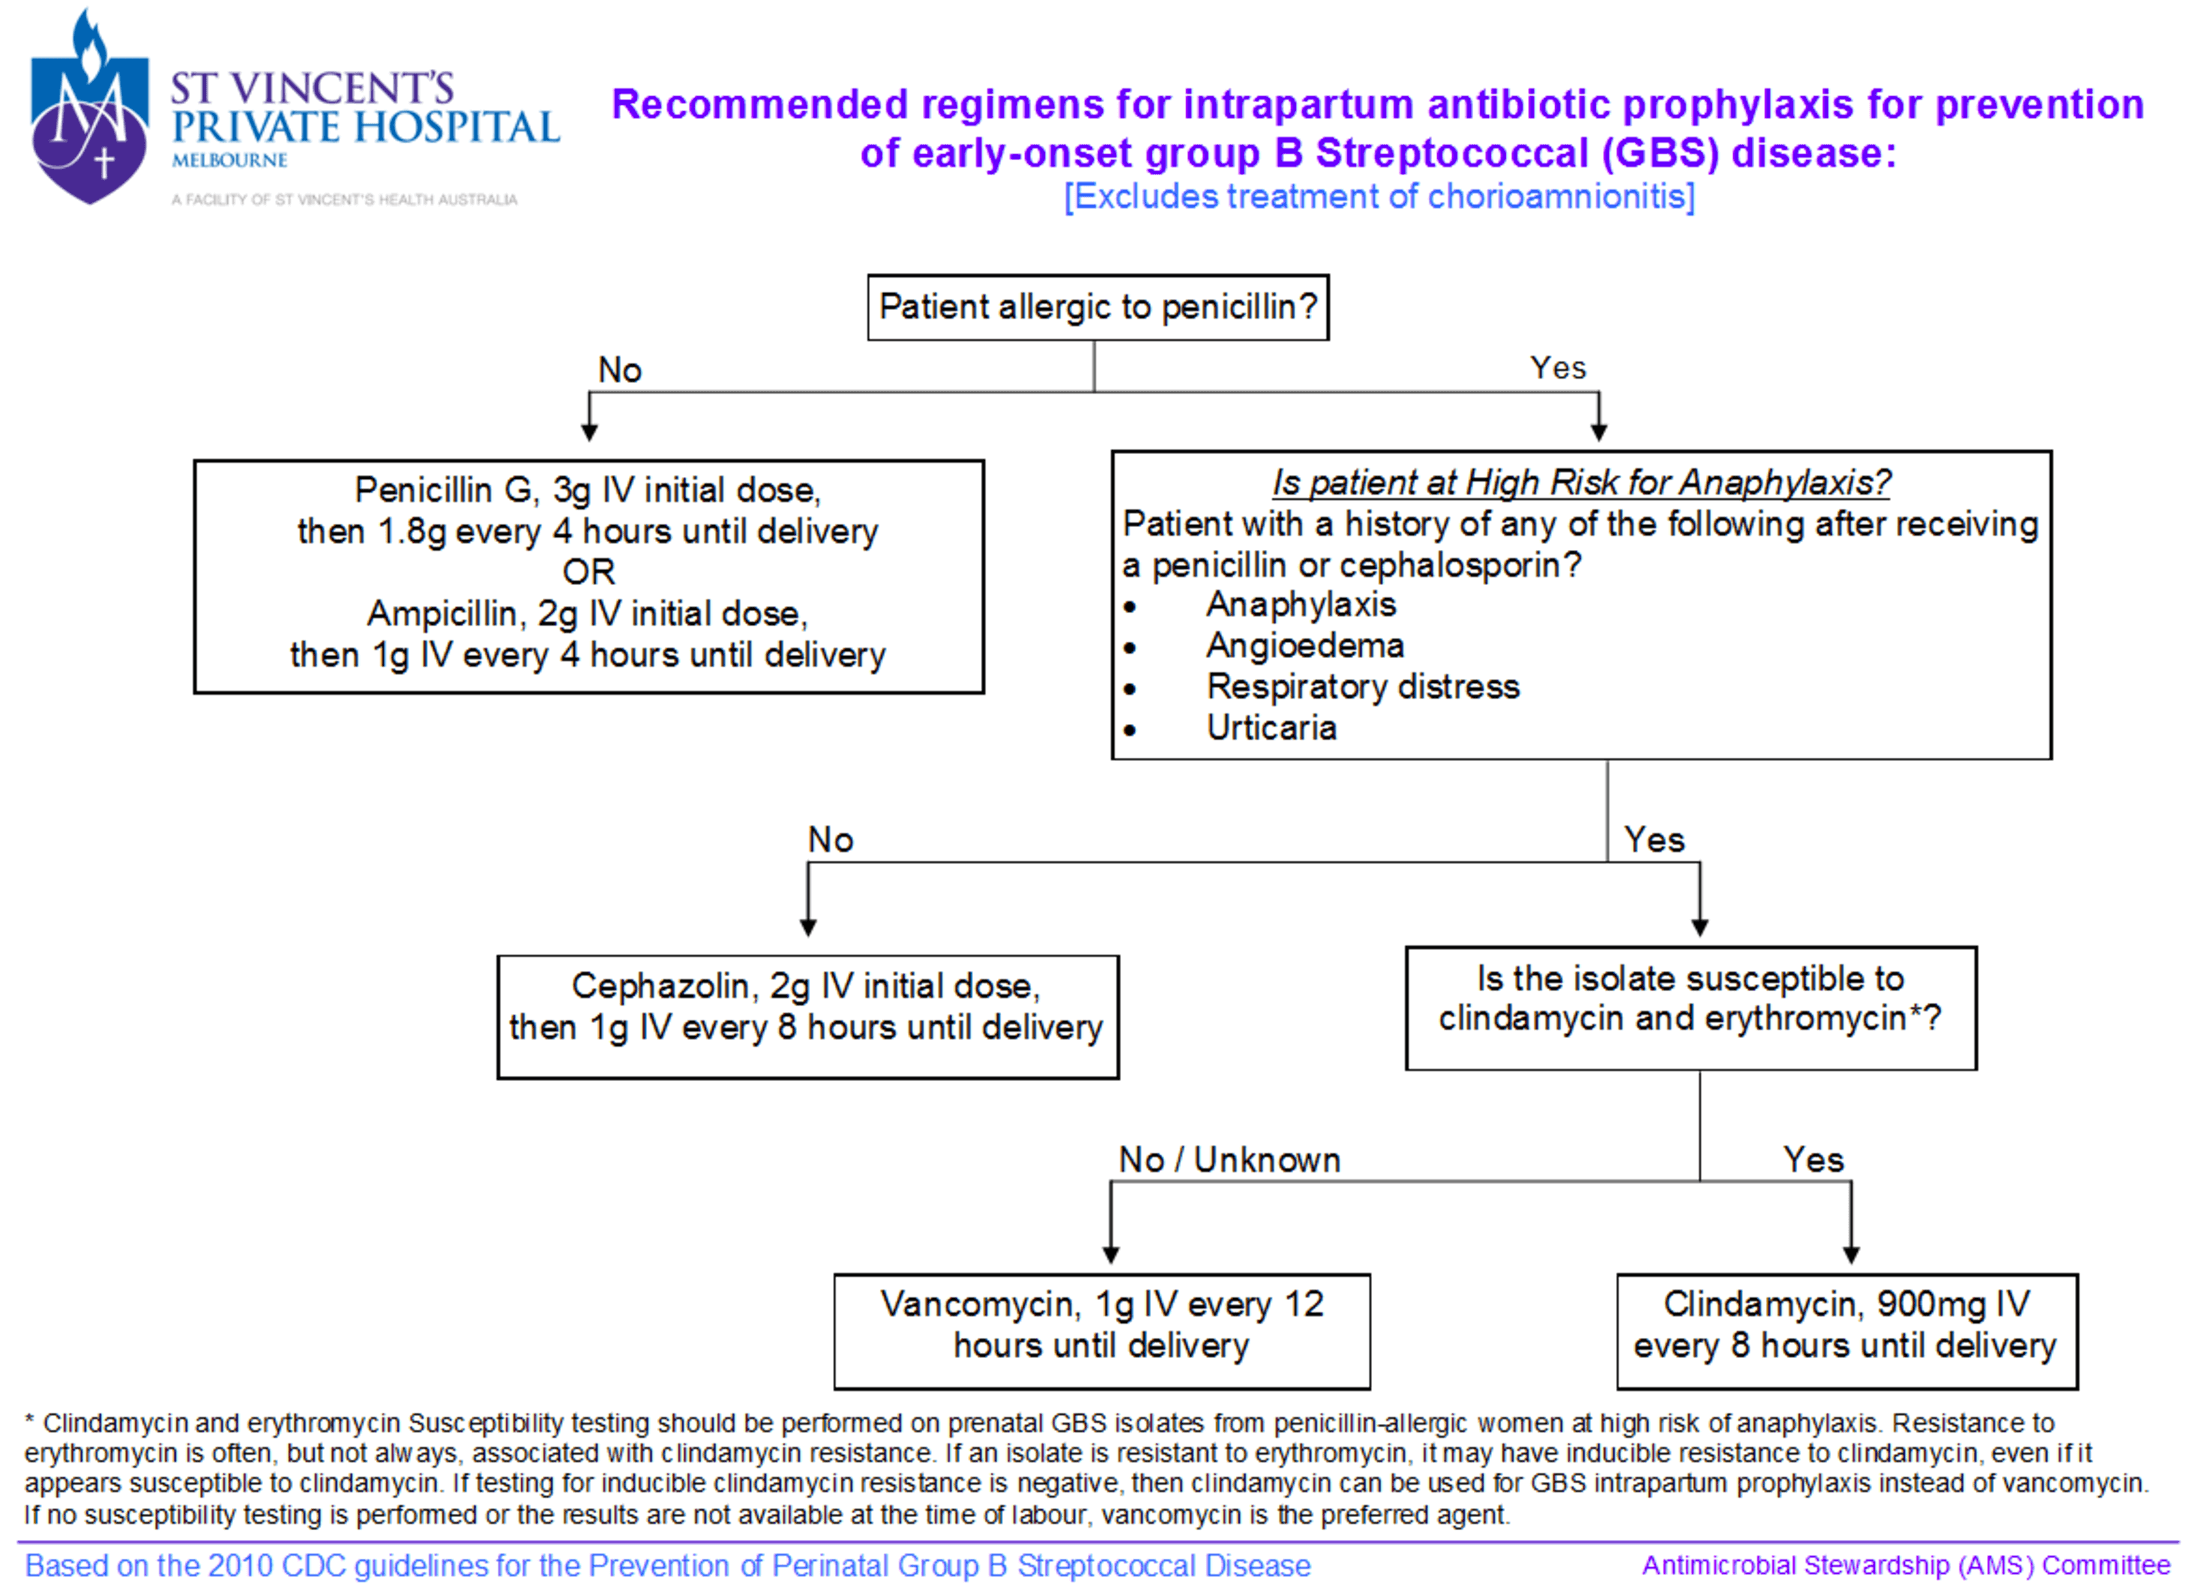 ST VINCENT'S
PRIVATE HOSPITAL
MELBOURNE
A FACILITY OF ST VINCENT'S HEALTH AUSTRALIA
Recommended regimens for intrapartum antibiotic prophylaxis for prevention
of early-onset group B Streptococcal (GBS) disease:
[Excludes treatment of chorioamnionitis]
Patient allergic to penicillin?
No
Yes
Penicillin G, 3g IV initial dose,
then 1.8g every 4 hours until delivery
OR
Ampicillin, 2g IV initial dose,
then 1g IV every 4 hours until delivery
Is patient at High Risk for Anaphylaxis?
Patient with a history of any of the following after receiving
a penicillin or cephalosporin?
• Anaphylaxis
• Angioedema
• Respiratory distress
• Urticaria
No
Yes
Cephazolin, 2g IV initial dose,
then 1g IV every 8 hours until delivery
Is the isolate susceptible to
clindamycin and erythromycin*?
No / Unknown
Yes
Vancomycin, 1g IV every 12
hours until delivery
Clindamycin, 900mg IV
every 8 hours until delivery
* Clindamycin and erythromycin Susceptibility testing should be performed on prenatal GBS isolates from penicillin-allergic women at high risk of anaphylaxis. Resistance to
erythromycin is often, but not always, associated with clindamycin resistance. If an isolate is resistant to erythromycin, it may have inducible resistance to clindamycin, even if it
appears susceptible to clindamycin. If testing for inducible clindamycin resistance is negative, then clindamycin can be used for GBS intrapartum prophylaxis instead of vancomycin.
If no susceptibility testing is performed or the results are not available at the time of labour, vancomycin is the preferred agent.
Based on the 2010 CDC guidelines for the Prevention of Perinatal Group B Streptococcal Disease
Antimicrobial Stewardship (AMS) Committee